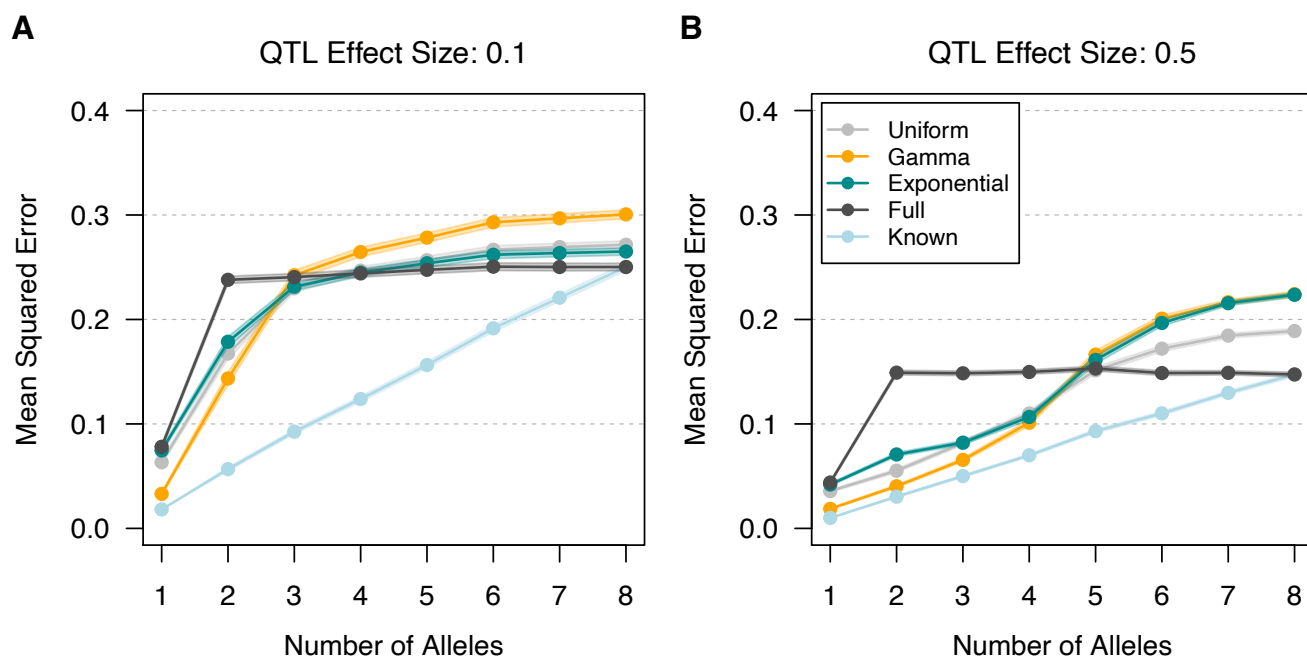 A
QTL Effect Size: 0.1
Mean Squared Error
0.4
0.3
0.2
0.1
0.0
1 2 3 4 5 6 7 8
Number of Alleles
B
QTL Effect Size: 0.5
Mean Squared Error
0.4
0.3
0.2
0.1
0.0
Uniform
Gamma
Exponential
Full
Known
1 2 3 4 5 6 7 8
Number of Alleles